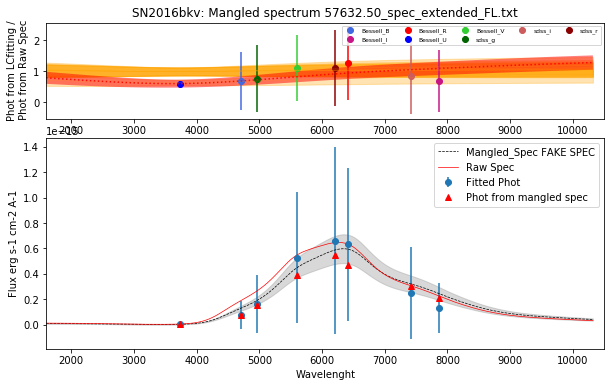 SN2016bkv: Mangled spectrum 57632.50_spec_extended_FL.txt
Phot from LCfitting /
Phot from Raw Spec
2
1
0
Bessell_B
Bessell_I
Bessell_R
Bessell_U
Bessell_V
sdss_g
sdss_i
sdss_r
2000 3000 4000 5000 6000 7000 8000 9000 10000
1e−15
Flux erg s-1 cm-2 A-1
1.4
1.2
1.0
0.8
0.6
0.4
0.2
0.0
Mangled_Spec FAKE SPEC
Raw Spec
Fitted Phot
Phot from mangled spec
2000 3000 4000 5000 6000 7000 8000 9000 10000
Wavelenght